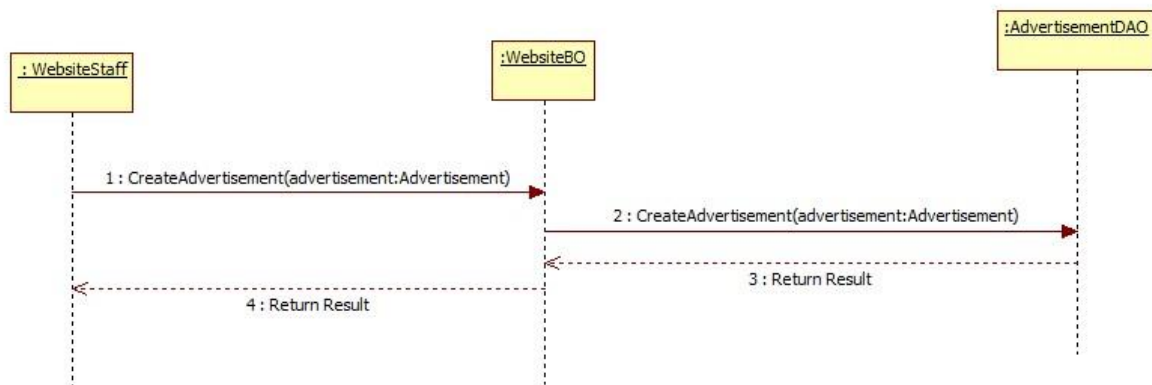 : WebsiteStaff
:WebsiteBO
:AdvertisementDAO
1 : CreateAdvertisement(advertisement:Advertisement)
2 : CreateAdvertisement(advertisement:Advertisement)
3 : Return Result
4 : Return Result